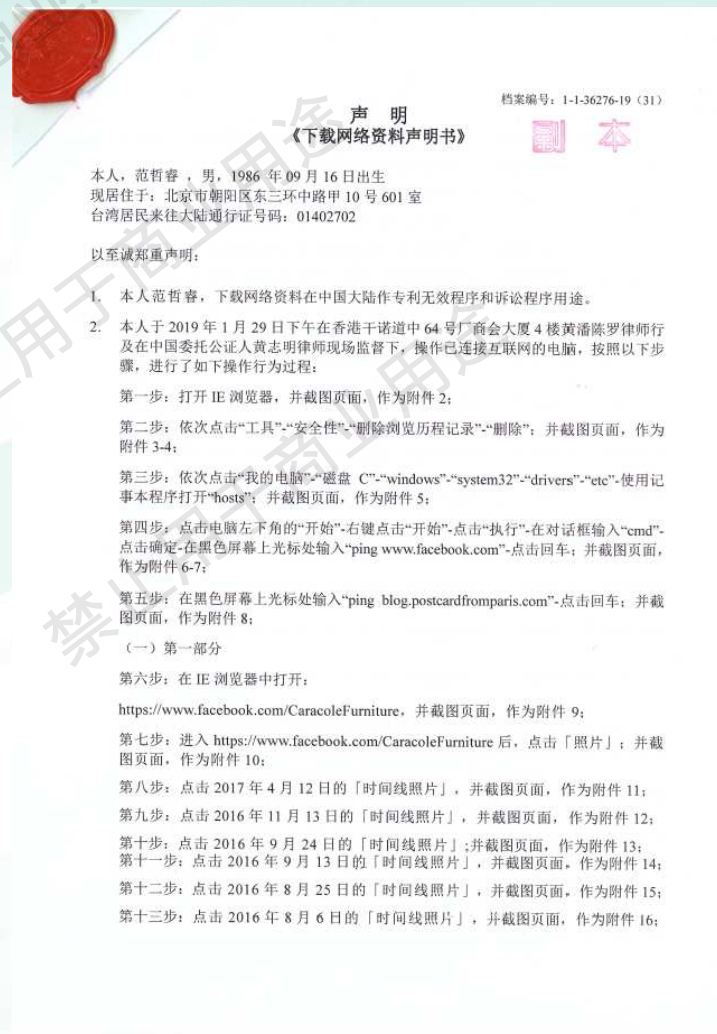 档案编号：1-1-36276-19（31）
声 明
《下载网络资料声明书》
副 本
本人，范哲睿 ，男，1986 年 09 月 16 日出生
现居住于：北京市朝阳区东三环中路甲 10 号 601 室
台湾居民来往大陆通行证号码：01402702
以至诚郑重声明：
1. 本人范哲睿，下载网络资料在中国大陆作专利无效程序和诉讼程序用途。
2. 本人于 2019 年 1 月 29 日下午在香港干诺道中 64 号厂商会大厦 4 楼黄潘陈罗律师行
及在中国委托公证人黄志明律师现场监督下，操作已连接互联网的电脑，按照以下步
骤，进行了如下操作行为过程：
第一步：打开 IE 浏览器，并截图页面，作为附件 2；
第二步：依次点击“工具”-“安全性”-“删除浏览历程记录”-“删除”；并截图页面，作为
附件 3-4；
第三步：依次点击“我的电脑”-“磁盘 C”-“windows”-“system32”-“drivers”-“etc”-使用记
事本程序打开“hosts”；并截图页面，作为附件 5；
第四步：点击电脑左下角的“开始”-右键点击“开始”-点击“执行”-在对话框输入“cmd”-
点击确定-在黑色屏幕上光标处输入“ping www.facebook.com”-点击回车；并截图页面，
作为附件 6-7；
第五步：在黑色屏幕上光标处输入“ping blog.postcardfromparis.com”-点击回车；并截
图页面，作为附件 8；
（一）第一部分
第六步：在 IE 浏览器中打开：
https://www.facebook.com/CaracoleFurniture，并截图页面，作为附件 9；
第七步：进入 https://www.facebook.com/CaracoleFurniture 后，点击「照片」；并截
图页面，作为附件 10；
第八步：点击 2017 年 4 月 12 日的「时间线照片」，并截图页面，作为附件 11；
第九步：点击 2016 年 11 月 13 日的「时间线照片」，并截图页面，作为附件 12；
第十步：点击 2016 年 9 月 24 日的「时间线照片」;并截图页面，作为附件 13；
第十一步：点击 2016 年 9 月 13 日的「时间线照片」，并截图页面，作为附件 14；
第十二步：点击 2016 年 8 月 25 日的「时间线照片」，并截图页面，作为附件 15；
第十三步：点击 2016 年 8 月 6 日的「时间线照片」，并截图页面，作为附件 16；
禁止用于商业用途